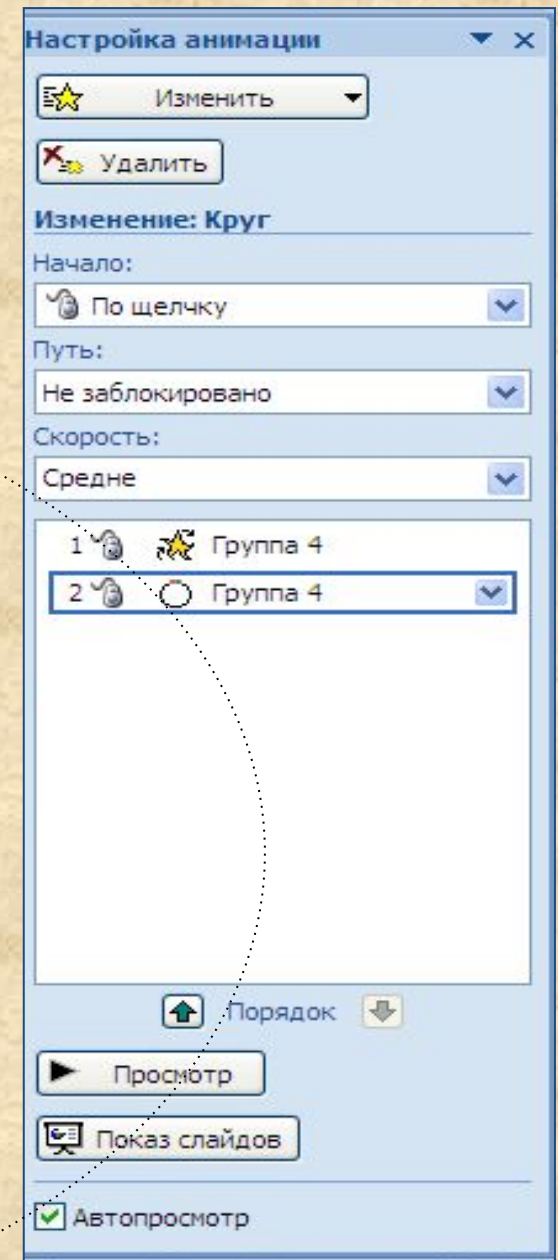 Настройка анимации
Изменить
Удалить
Изменение: Круг
Начало:
По щелчку
Путь:
Не заблокировано
Скорость:
Средне
1 Группа 4
2 Группа 4
Порядок
Просмотр
Показ слайдов
Автопросмотр